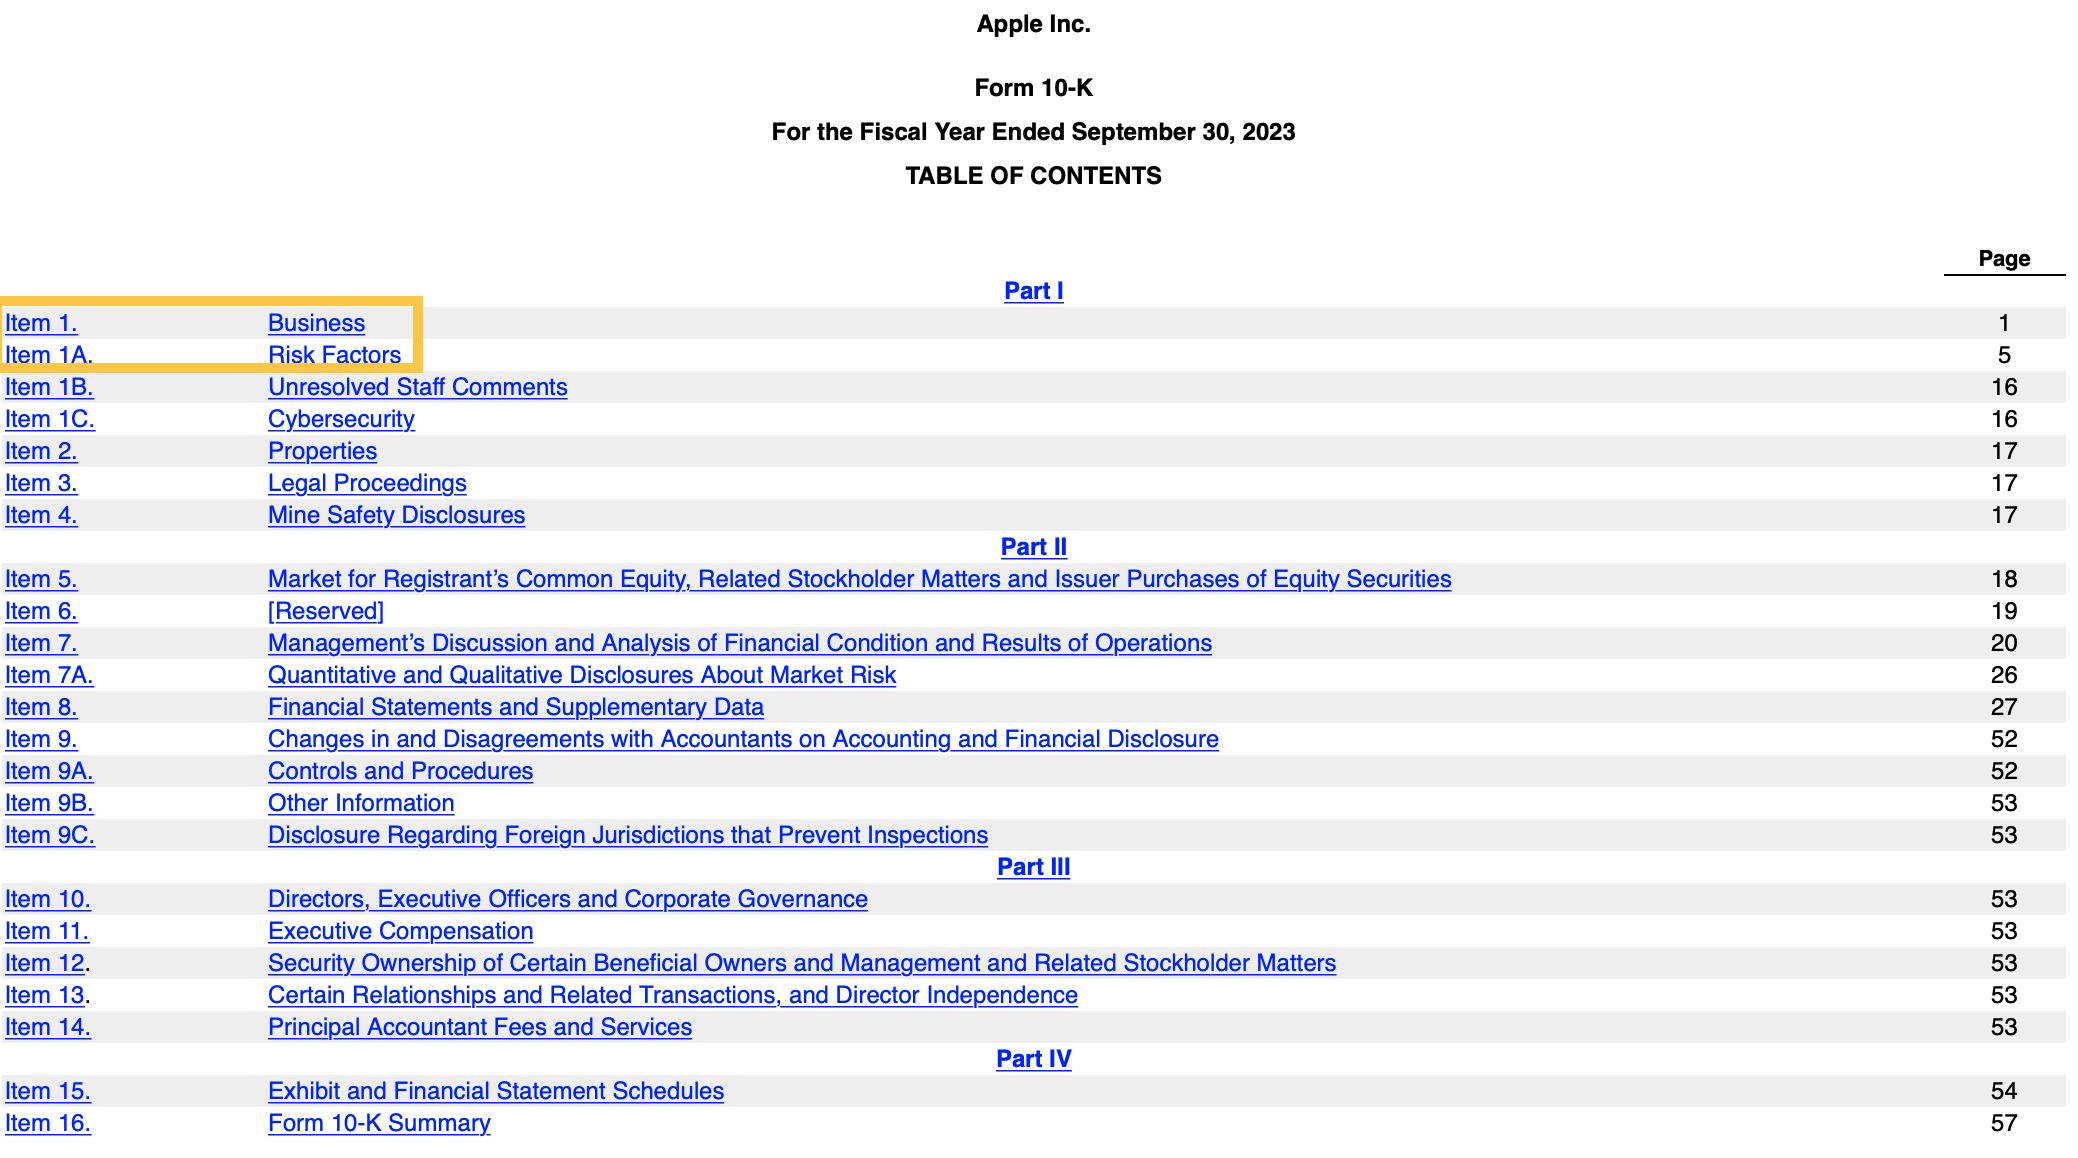 Apple Inc.
Form 10-K
For the Fiscal Year Ended September 30, 2023
TABLE OF CONTENTS
Page
Part I
Item 1. Business 1
Item 1A. Risk Factors 5
Item 1B. Unresolved Staff Comments 16
Item 1C. Cybersecurity 16
Item 2. Properties 17
Item 3. Legal Proceedings 17
Item 4. Mine Safety Disclosures 17
Part II
Item 5. Market for Registrant’s Common Equity, Related Stockholder Matters and Issuer Purchases of Equity Securities 18
Item 6. [Reserved] 19
Item 7. Management’s Discussion and Analysis of Financial Condition and Results of Operations 20
Item 7A. Quantitative and Qualitative Disclosures About Market Risk 26
Item 8. Financial Statements and Supplementary Data 27
Item 9. Changes in and Disagreements with Accountants on Accounting and Financial Disclosure 52
Item 9A. Controls and Procedures 52
Item 9B. Other Information 53
Item 9C. Disclosure Regarding Foreign Jurisdictions that Prevent Inspections 53
Part III
Item 10. Directors, Executive Officers and Corporate Governance 53
Item 11. Executive Compensation 53
Item 12. Security Ownership of Certain Beneficial Owners and Management and Related Stockholder Matters 53
Item 13. Certain Relationships and Related Transactions, and Director Independence 53
Item 14. Principal Accountant Fees and Services 53
Part IV
Item 15. Exhibit and Financial Statement Schedules 54
Item 16. Form 10-K Summary 57